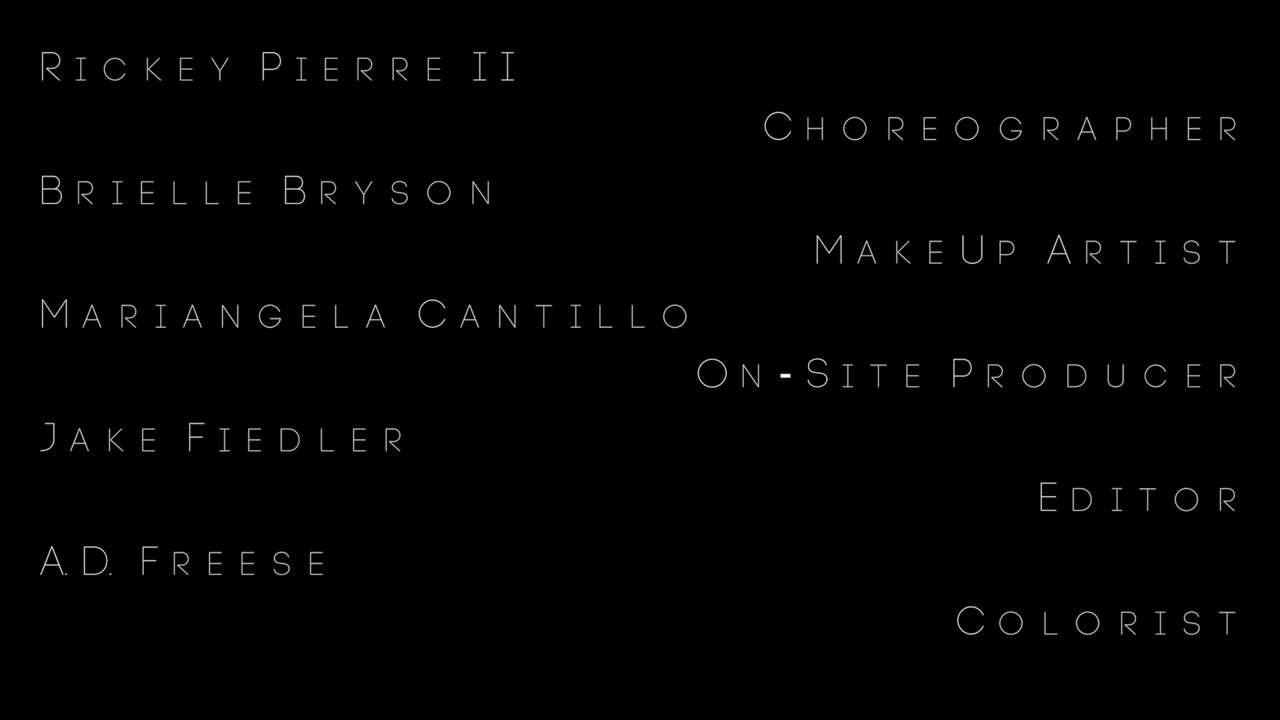 Rickey Pierre II
Choreographer
Brielle Bryson
MakeUp Artist
Mariangela Cantillo
On-Site Producer
Jake Fiedler
Editor
A.D. Freese
Colorist